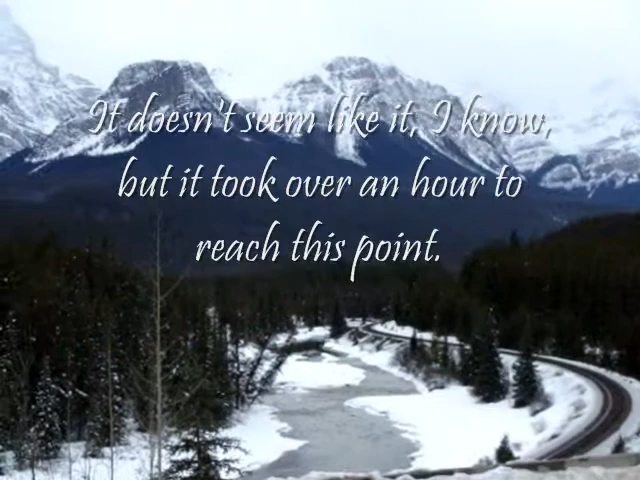 It doesn't seem like it, I know,
but it took over an hour to
reach this point.